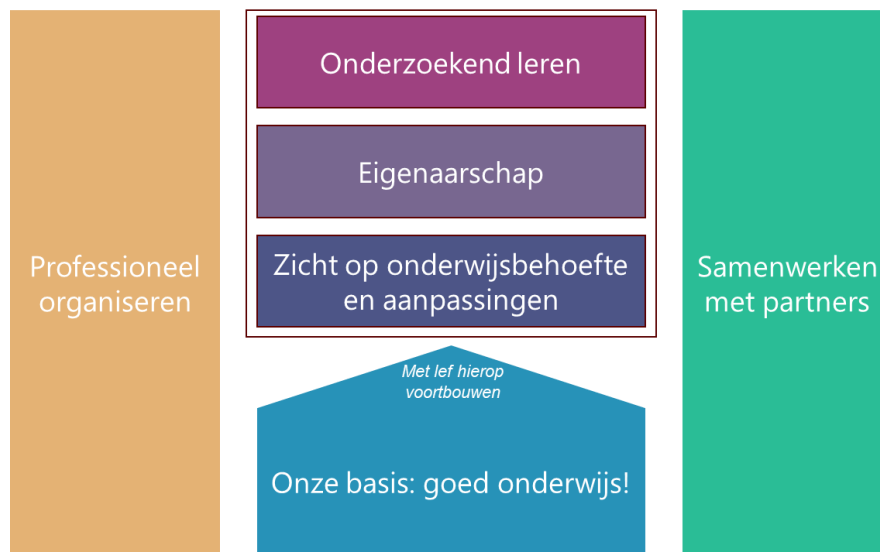 Professioneel
organiseren
Onderzoekend leren
Eigenaarschap
Zicht op onderwijsbehoefte
en aanpassingen
Met lef hierop
voortbouwen
Onze basis: goed onderwijs!
Samenwerken
met partners